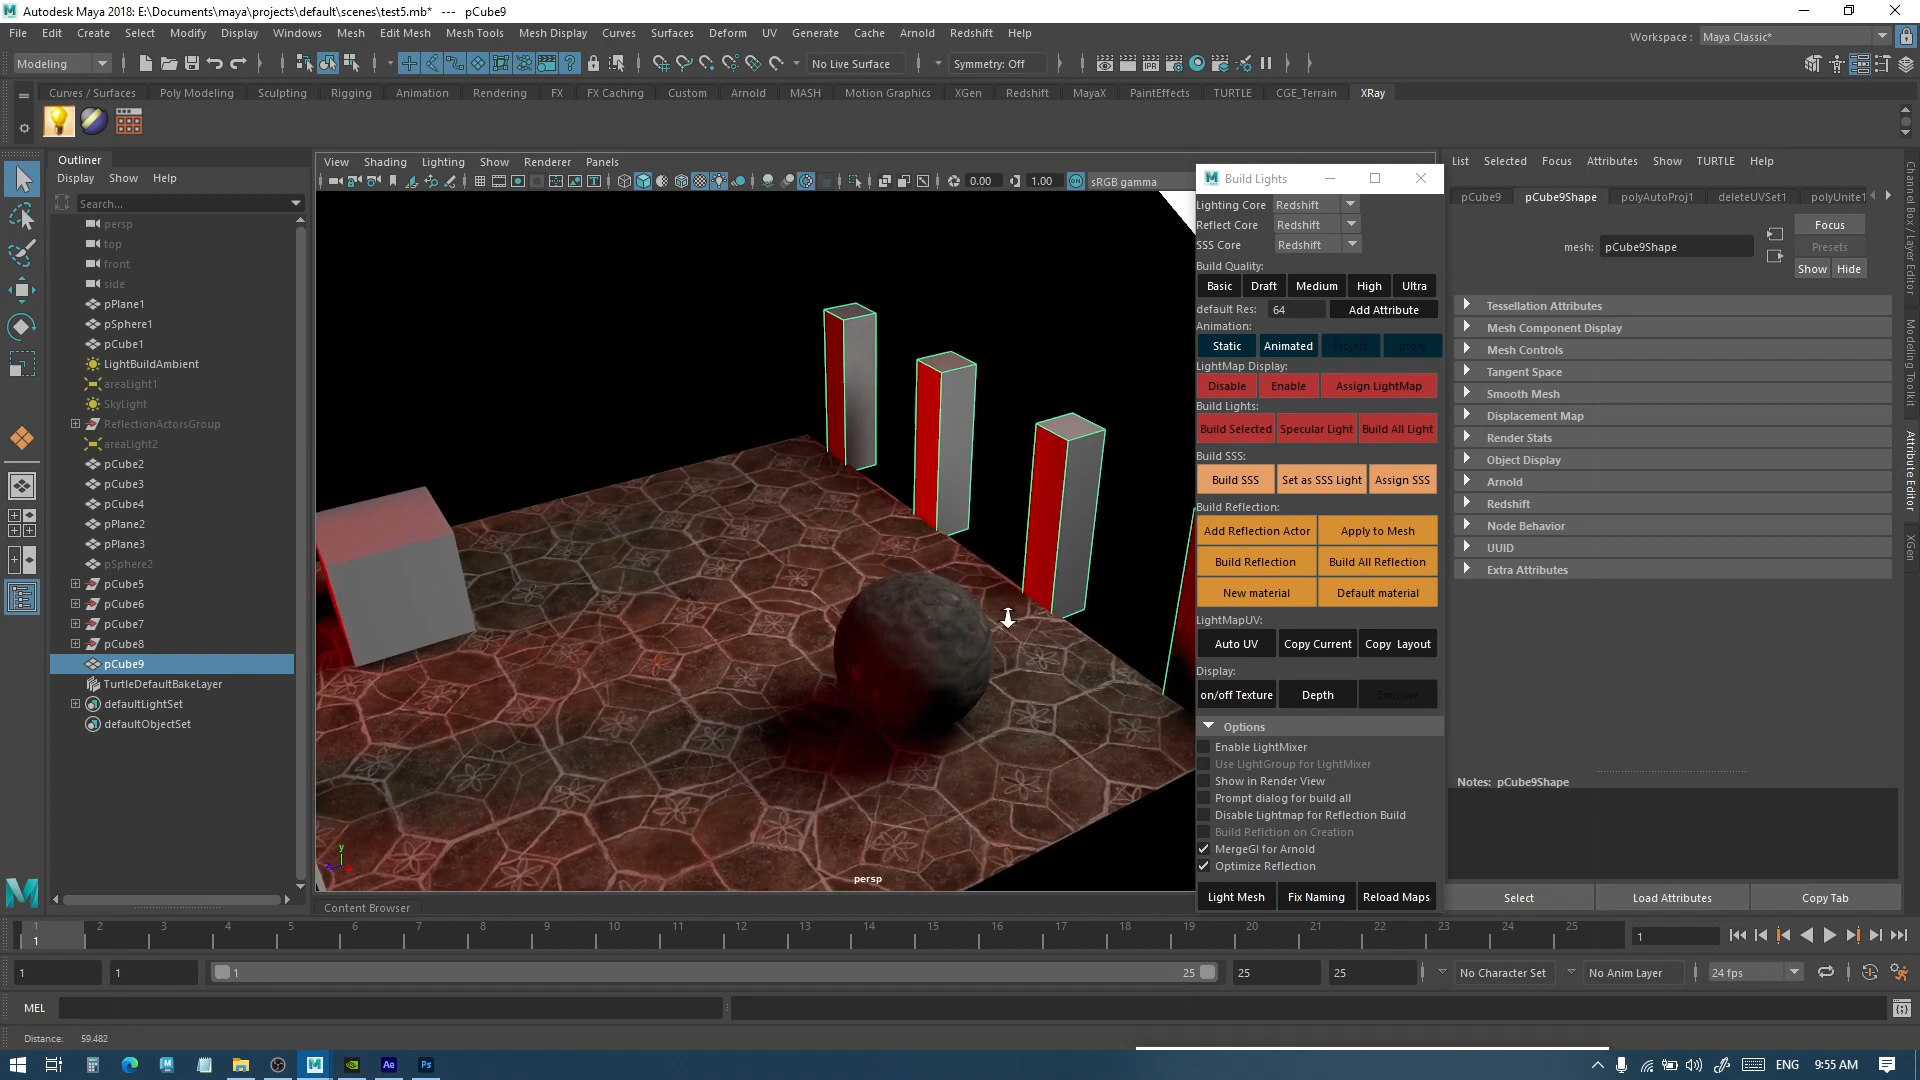 Autodesk Maya 2018: E:\Documents\maya\projects\default\scenes\test5.mb* --- pCube9
File Edit Create Select Modify Display Windows Mesh Edit Mesh Mesh Tools Mesh Display Curves Surfaces Deform UV Generate Cache Arnold Redshift Help
Workspace : Maya Classic*
Modeling No Live Surface Symmetry: Off
Curves / Surfaces Poly Modeling Sculpting Rigging Animation Rendering FX FX Caching Custom Arnold MASH Motion Graphics XGen Redshift MayaX PaintEffects TURTLE CGE_Terrain XRay
Outliner
Display Show Help
Search...
persp
top
front
side
pPlane1
pSphere1
pCube1
LightBuildAmbient
areaLight1
SkyLight
ReflectionActorsGroup
areaLight2
pCube2
pCube3
pCube4
pPlane2
pPlane3
pSphere2
pCube5
pCube6
pCube7
pCube8
pCube9
TurtleDefaultBakeLayer
defaultLightSet
defaultObjectSet
View Shading Lighting Show Renderer Panels
0.00 1.00 sRGB gamma
y
persp
Content Browser
Build Lights
Lighting Core Redshift
Reflect Core Redshift
SSS Core Redshift
Build Quality:
Basic Draft Medium High Ultra
default Res: 64 Add Attribute
Animation:
Static Animated Project
LightMap Display:
Disable Enable Assign LightMap
Build Lights:
Build Selected Specular Light Build All Light
Build SSS:
Build SSS Set as SSS Light Assign SSS
Build Reflection:
Add Reflection Actor Apply to Mesh
Build Reflection Build All Reflection
New material Default material
LightMapUV:
Auto UV Copy Current Copy Layout
Display:
on/off Texture Depth Emissive
Options
Enable LightMixer
Use LightGroup for LightMixer
Show in Render View
Prompt dialog for build all
Disable Lightmap for Reflection Build
Build Reflction on Creation
MergeGI for Arnold
Optimize Reflection
Light Mesh Fix Naming Reload Maps
List Selected Focus Attributes Show TURTLE Help
pCube9 pCube9Shape polyAutoProj1 deleteUVSet1 polyUnite1
mesh: pCube9Shape
Focus
Presets
Show Hide
Tessellation Attributes
Mesh Component Display
Mesh Controls
Tangent Space
Smooth Mesh
Displacement Map
Render Stats
Object Display
Arnold
Redshift
Node Behavior
UUID
Extra Attributes
Notes: pCube9Shape
Select Load Attributes Copy Tab
Channel Box / Layer Editor
Modeling Toolkit
Attribute Editor
XGen
1 2 3 4 5 6 7 8 9 10 11 12 13 14 15 16 17 18 19 20 21 22 23 24 25
1 1
1 1 1 25 25 25 No Character Set No Anim Layer 24 fps
MEL
Distance: 59.482
Ae Ps ENG 9:55 AM